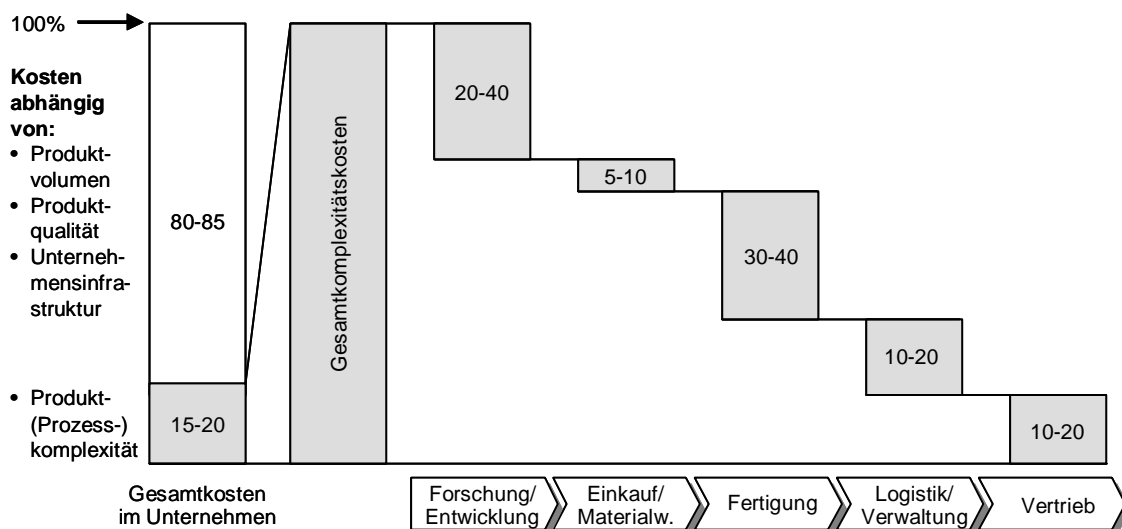 100%
Kosten
abhängig
von:
• Produkt-
volumen
• Produkt-
qualität
• Unterneh-
mensinfra-
struktur
• Produkt-
(Prozess-)
komplexität
80-85
15-20
Gesamtkomplexitätskosten
20-40
5-10
30-40
10-20
10-20
Gesamtkosten
im Unternehmen
Forschung/
Entwicklung
Einkauf/
Materialw.
Fertigung
Logistik/
Verwaltung
Vertrieb